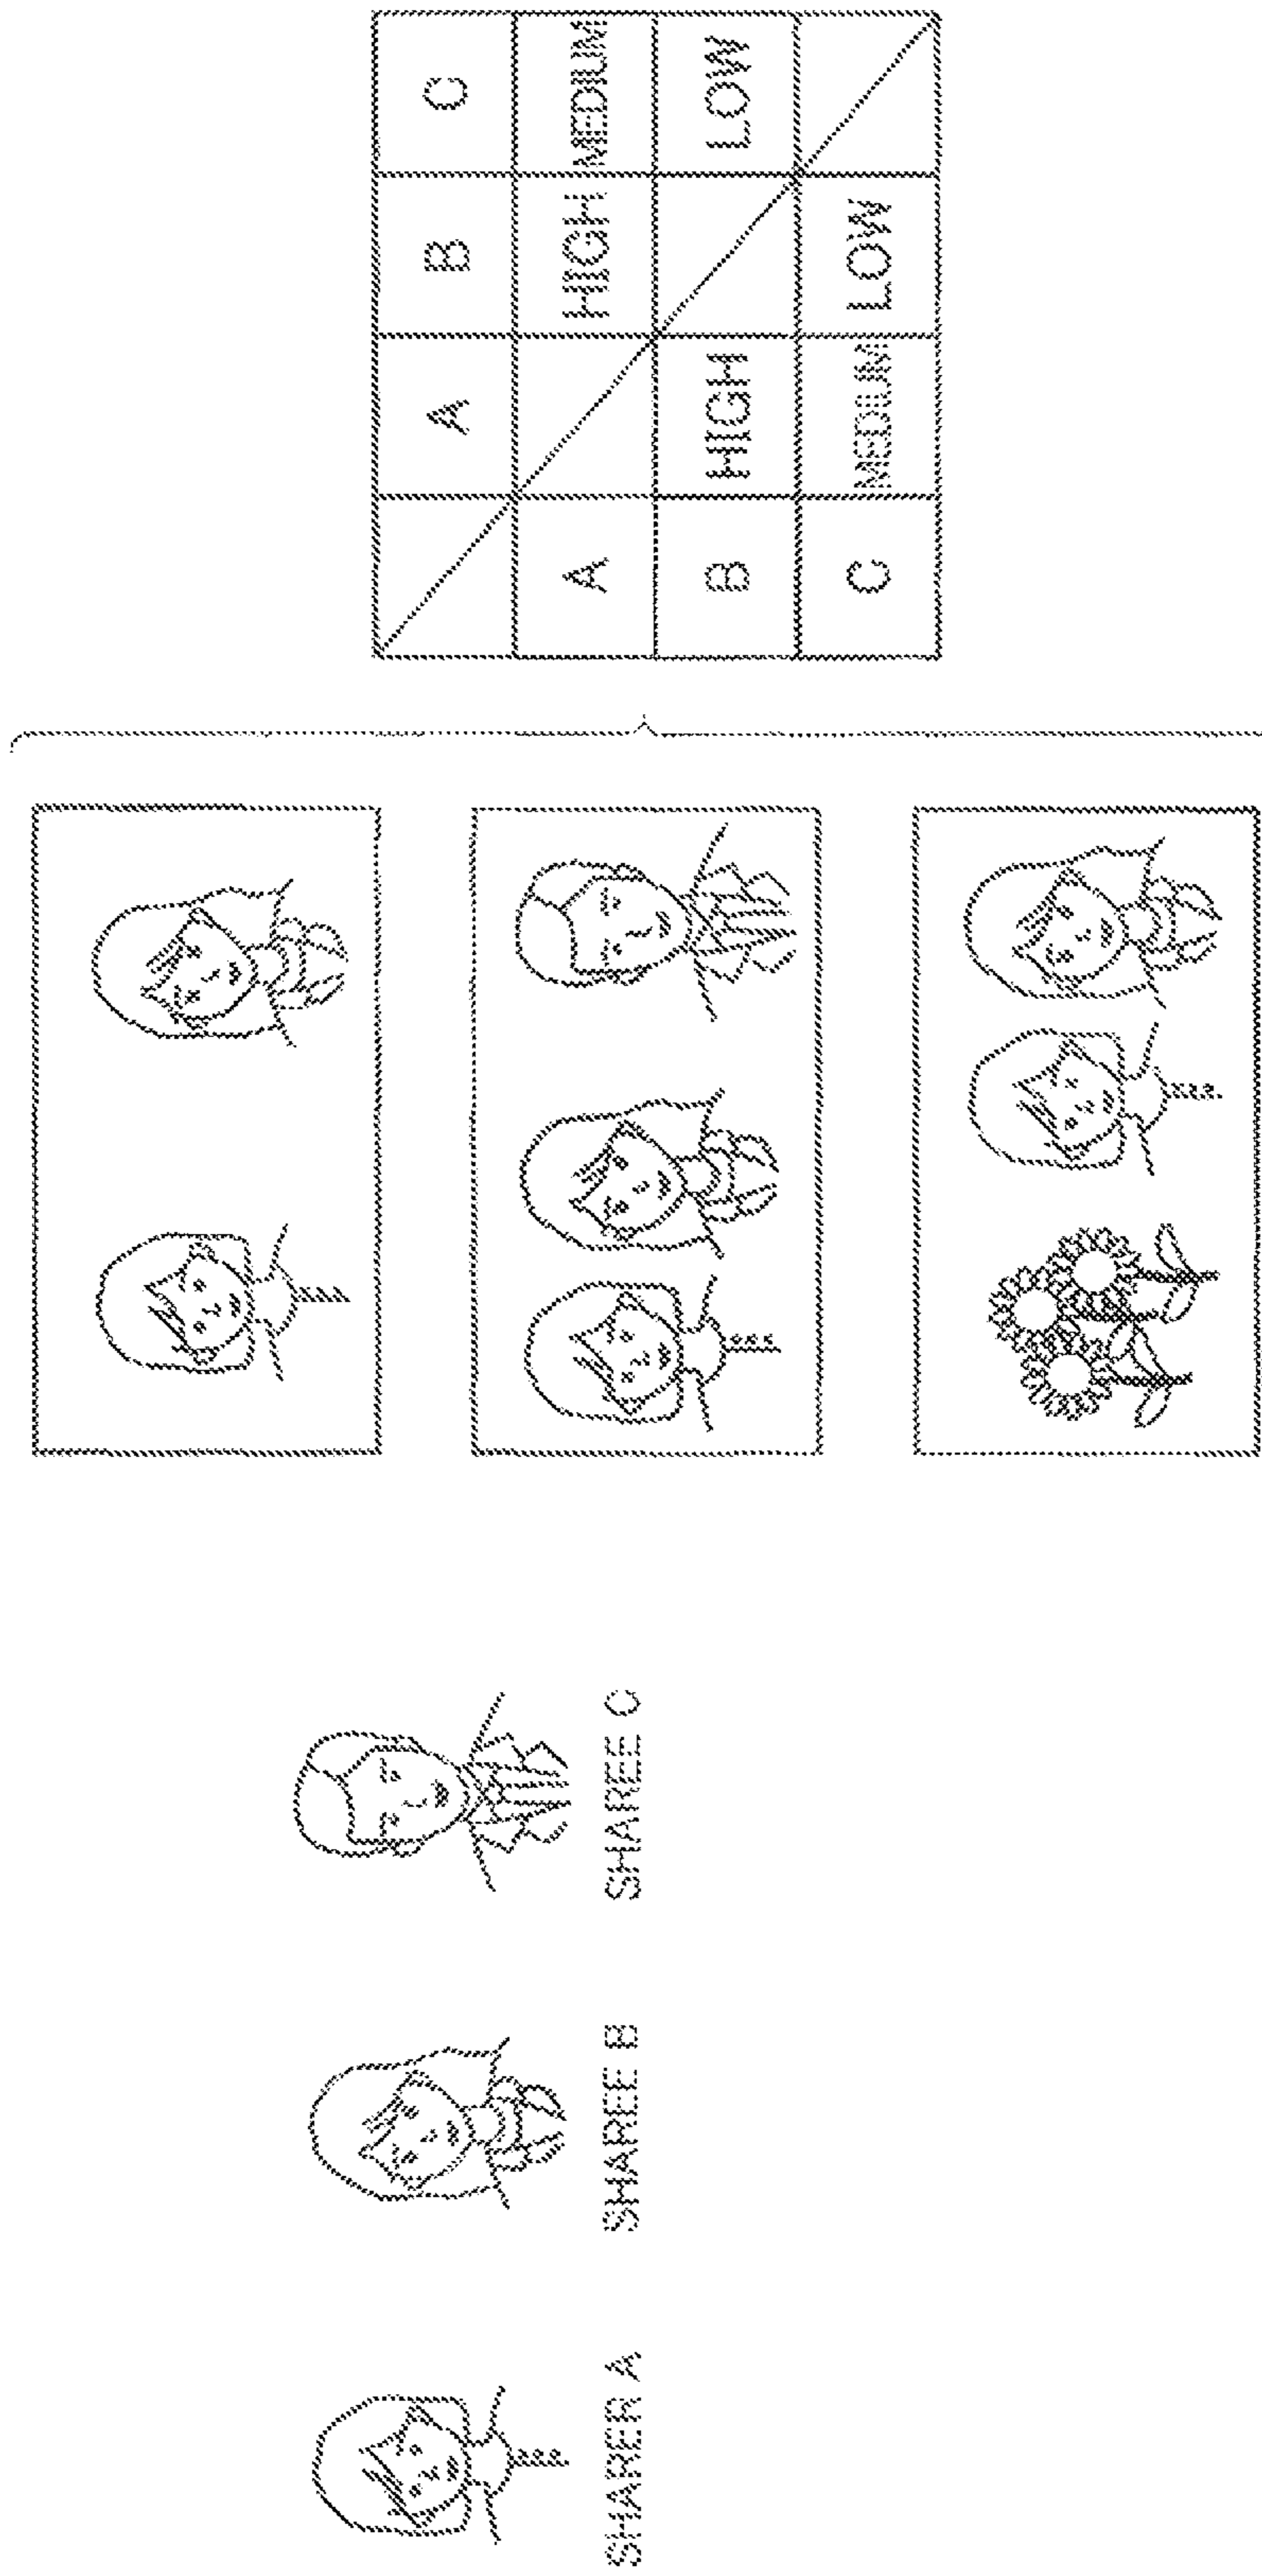 SHARER A SHAREE B SHAREE C
A B C
A HIGH MEDIUM
B HIGH LOW
C MEDIUM LOW